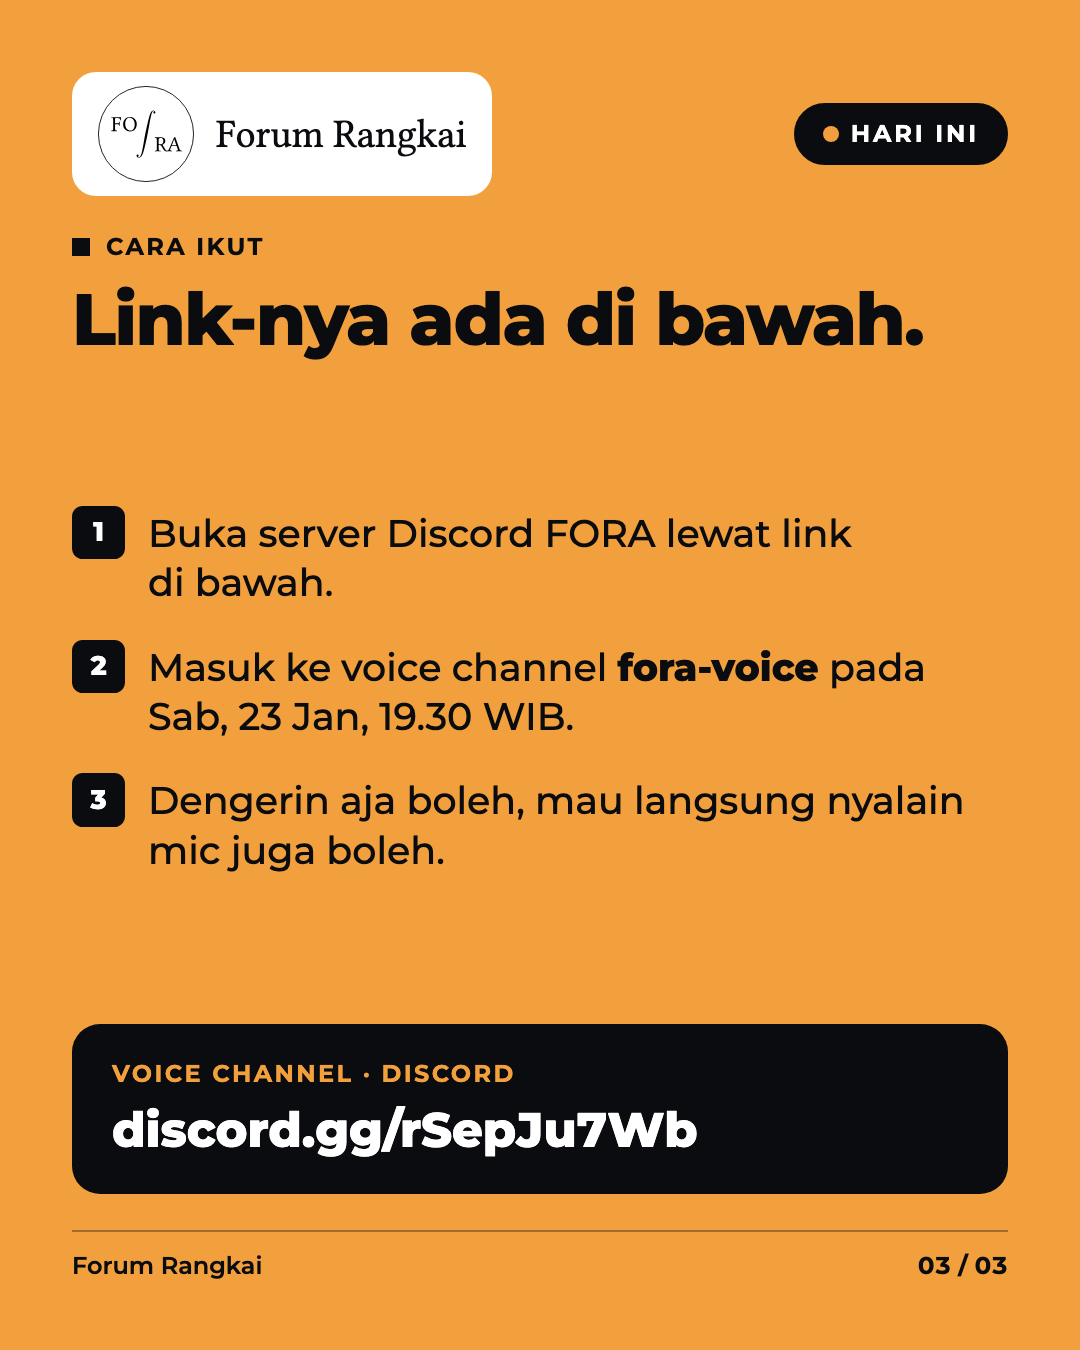 FO
RA
Forum Rangkai
HARI INI
CARA IKUT
Link-nya ada di bawah.
1
Buka server Discord FORA lewat link
di bawah.
2
Masuk ke voice channel fora-voice pada
Sab, 23 Jan, 19.30 WIB.
3
Dengerin aja boleh, mau langsung nyalain
mic juga boleh.
VOICE CHANNEL · DISCORD
discord.gg/rSepJu7Wb
Forum Rangkai
03 / 03